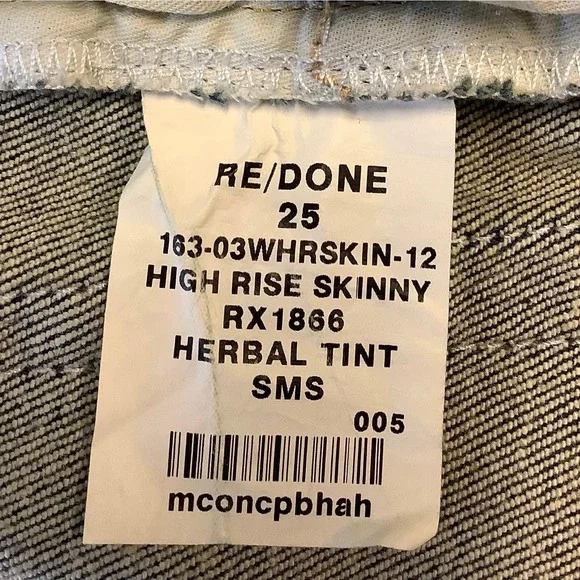 RE/DONE
25
163-03WHRSKIN-12
HIGH RISE SKINNY
RX1866
HERBAL TINT
SMS
005
mconcpbhah